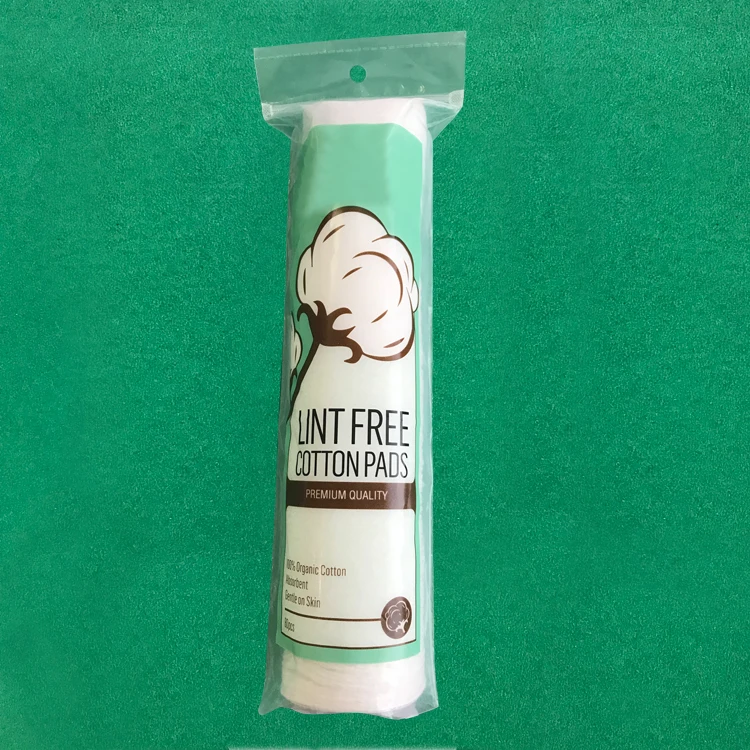 LINT FREE
COTTON PADS
PREMIUM QUALITY
100% Organic Cotton
Absorbent
Gentle on Skin